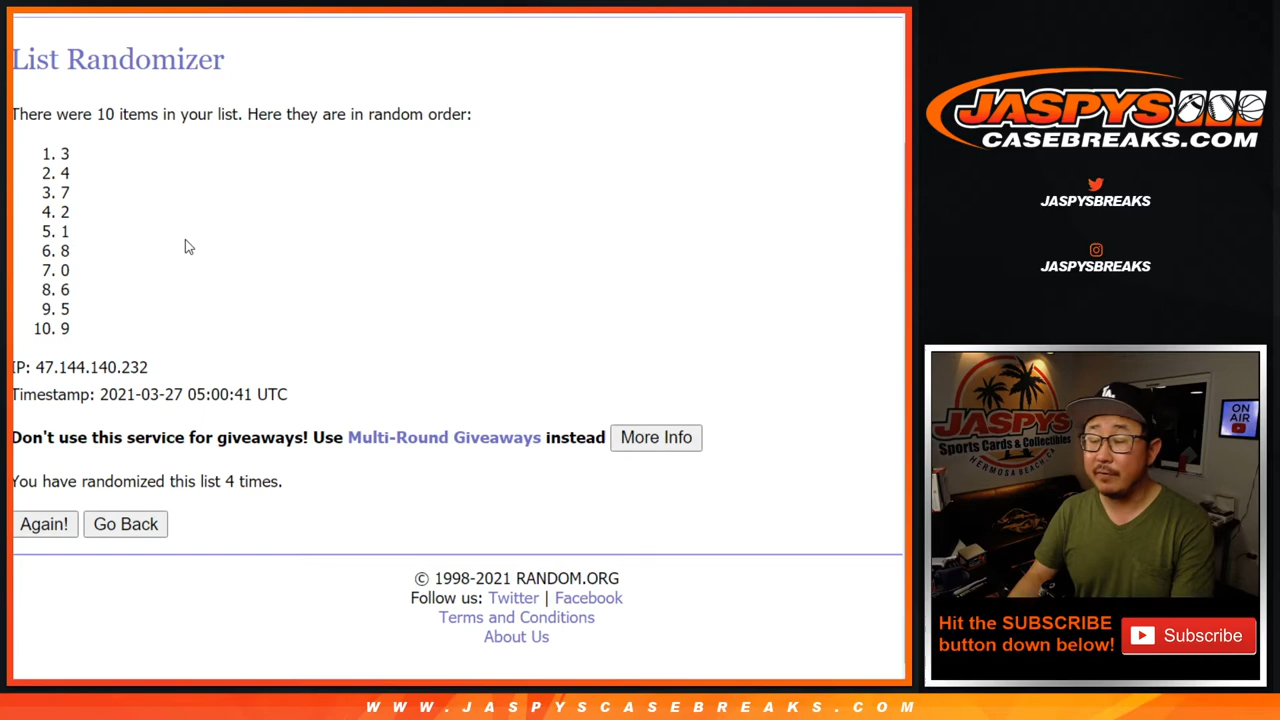 List Randomizer
There were 10 items in your list. Here they are in random order:
1. 3
2. 4
3. 7
4. 2
5. 1
6. 8
7. 0
8. 6
9. 5
10. 9
IP: 47.144.140.232
Timestamp: 2021-03-27 05:00:41 UTC
Don't use this service for giveaways! Use Multi-Round Giveaways instead More Info
You have randomized this list 4 times.
Again! Go Back
© 1998-2021 RANDOM.ORG
Follow us: Twitter | Facebook
Terms and Conditions
About Us
JASPYS
CASEBREAKS.COM
JASPYSBREAKS
JASPYSBREAKS
JASPYS
Sports Cards & Collectibles
HERMOSA BEACH, CA
LA
ON
AIR
Hit the SUBSCRIBE
button down below!
Subscribe
WWW.JASPYSCASEBREAKS.COM